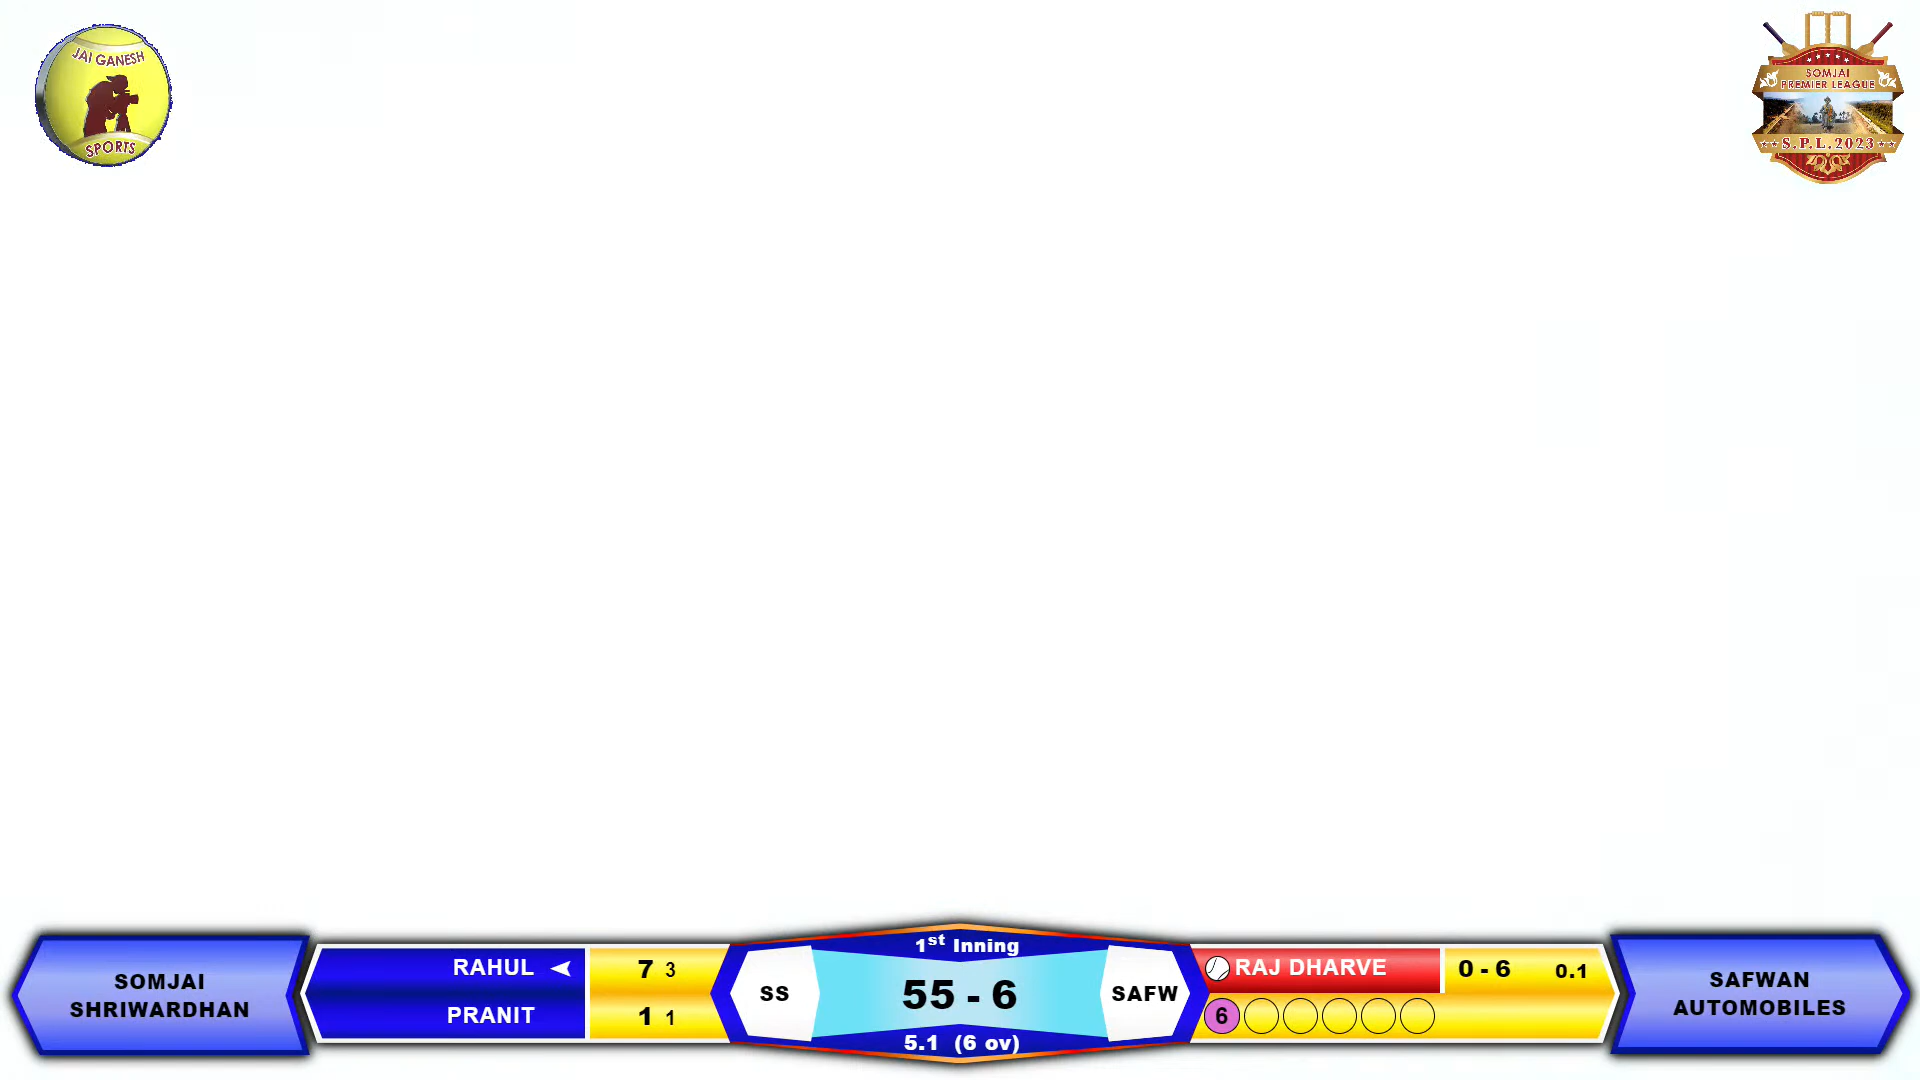 JAI GANESH
SPORTS
SOMJAI
PREMIER LEAGUE
S.P.L.2023
SOMJAI
SHRIWARDHAN
RAHUL 7 3
PRANIT 1 1
SS
1st Inning
55 - 6
5.1 (6 ov)
SAFW
RAJ DHARVE 0 - 6 0.1
6
SAFWAN
AUTOMOBILES